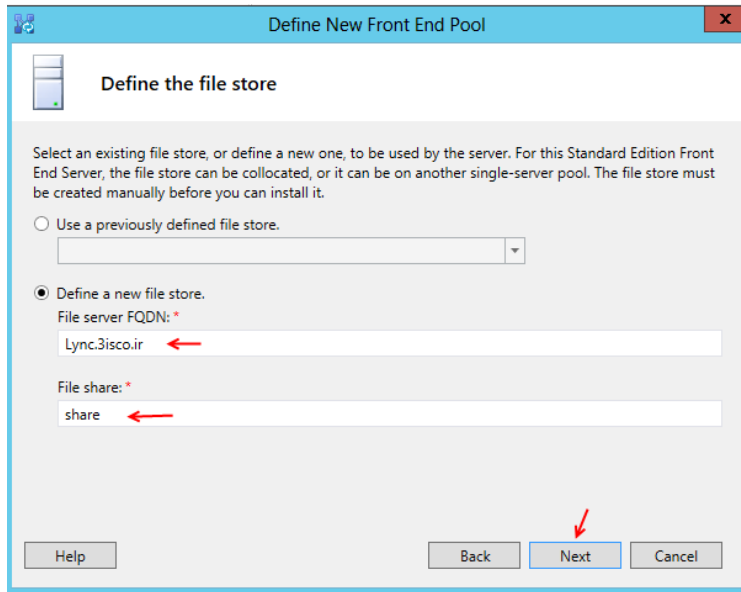 Define New Front End Pool
x
Define the file store
Select an existing file store, or define a new one, to be used by the server. For this Standard Edition Front
End Server, the file store can be collocated, or it can be on another single-server pool. The file store must
be created manually before you can install it.
Use a previously defined file store.
Define a new file store.
File server FQDN: *
Lync.3isco.ir
File share: *
share
Help
Back
Next
Cancel